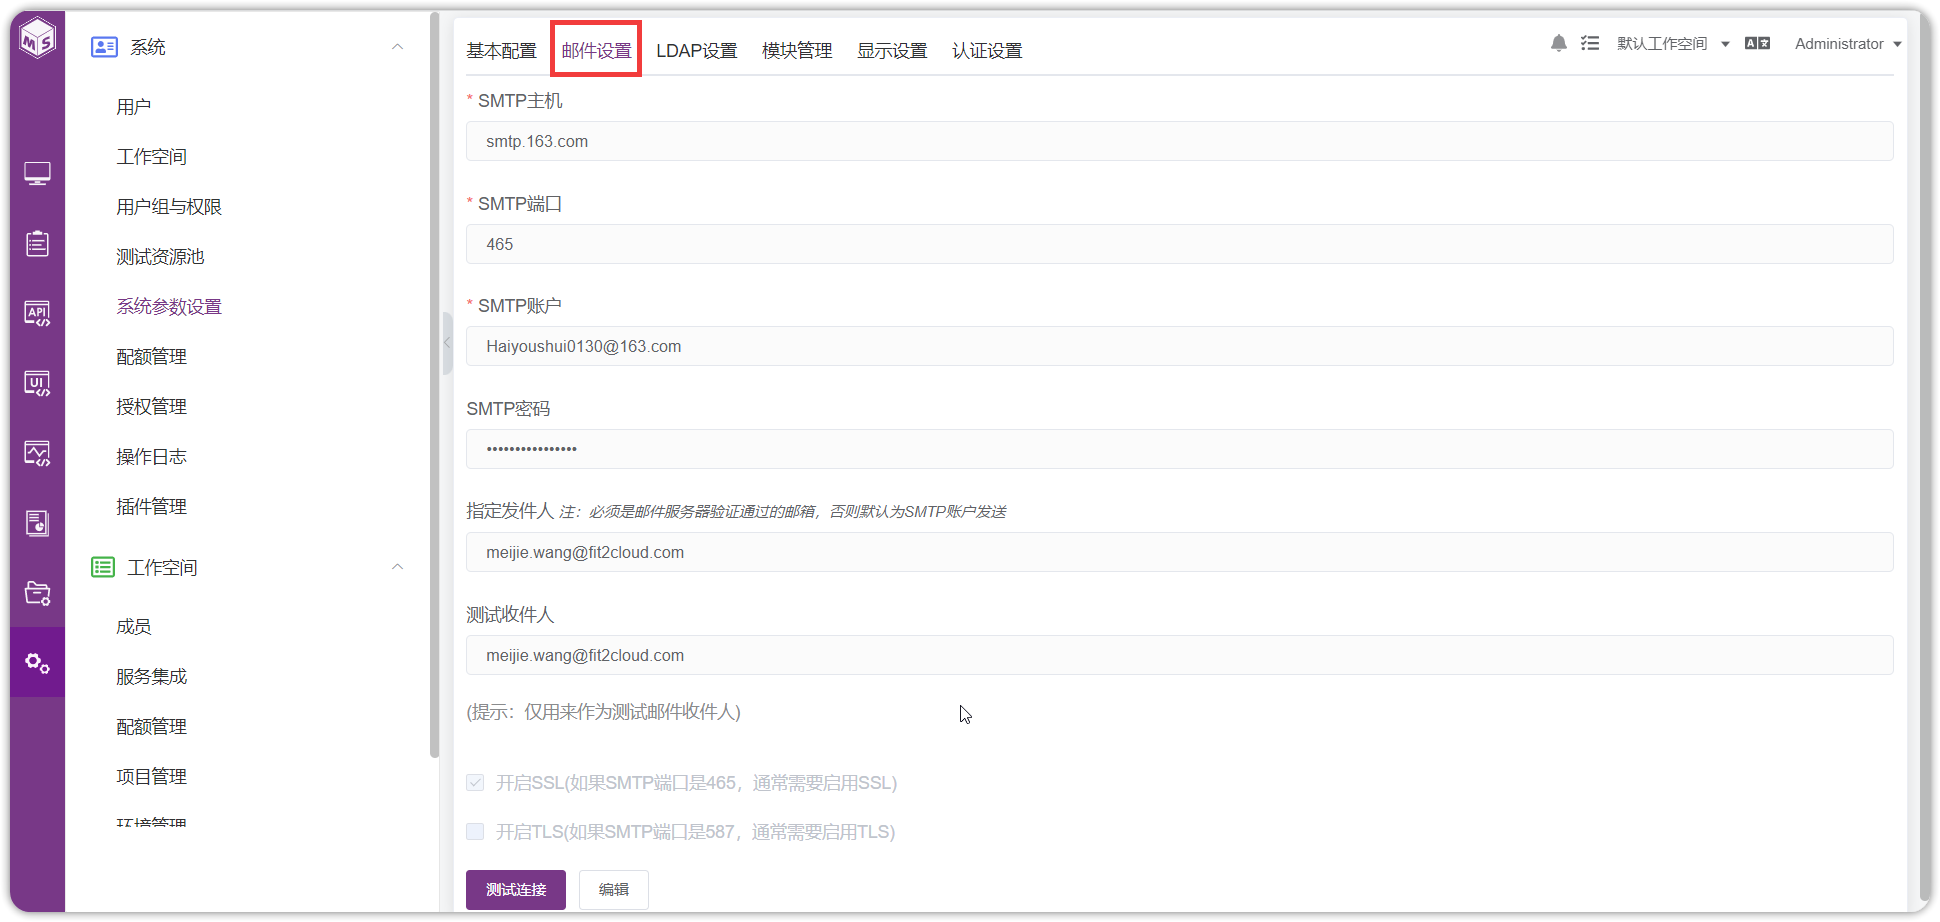 MS
API
UI
系统
用户
工作空间
用户组与权限
测试资源池
系统参数设置
配额管理
授权管理
操作日志
插件管理
工作空间
成员
服务集成
配额管理
项目管理
环境管理
基本配置 邮件设置 LDAP设置 模块管理 显示设置 认证设置
默认工作空间 Administrator
* SMTP主机
smtp.163.com
* SMTP端口
465
* SMTP账户
Haiyoushui0130@163.com
SMTP密码
••••••••••••••••
指定发件人 注：必须是邮件服务器验证通过的邮箱，否则默认为SMTP账户发送
meijie.wang@fit2cloud.com
测试收件人
meijie.wang@fit2cloud.com
(提示：仅用来作为测试邮件收件人)
开启SSL(如果SMTP端口是465，通常需要启用SSL)
开启TLS(如果SMTP端口是587，通常需要启用TLS)
测试连接 编辑